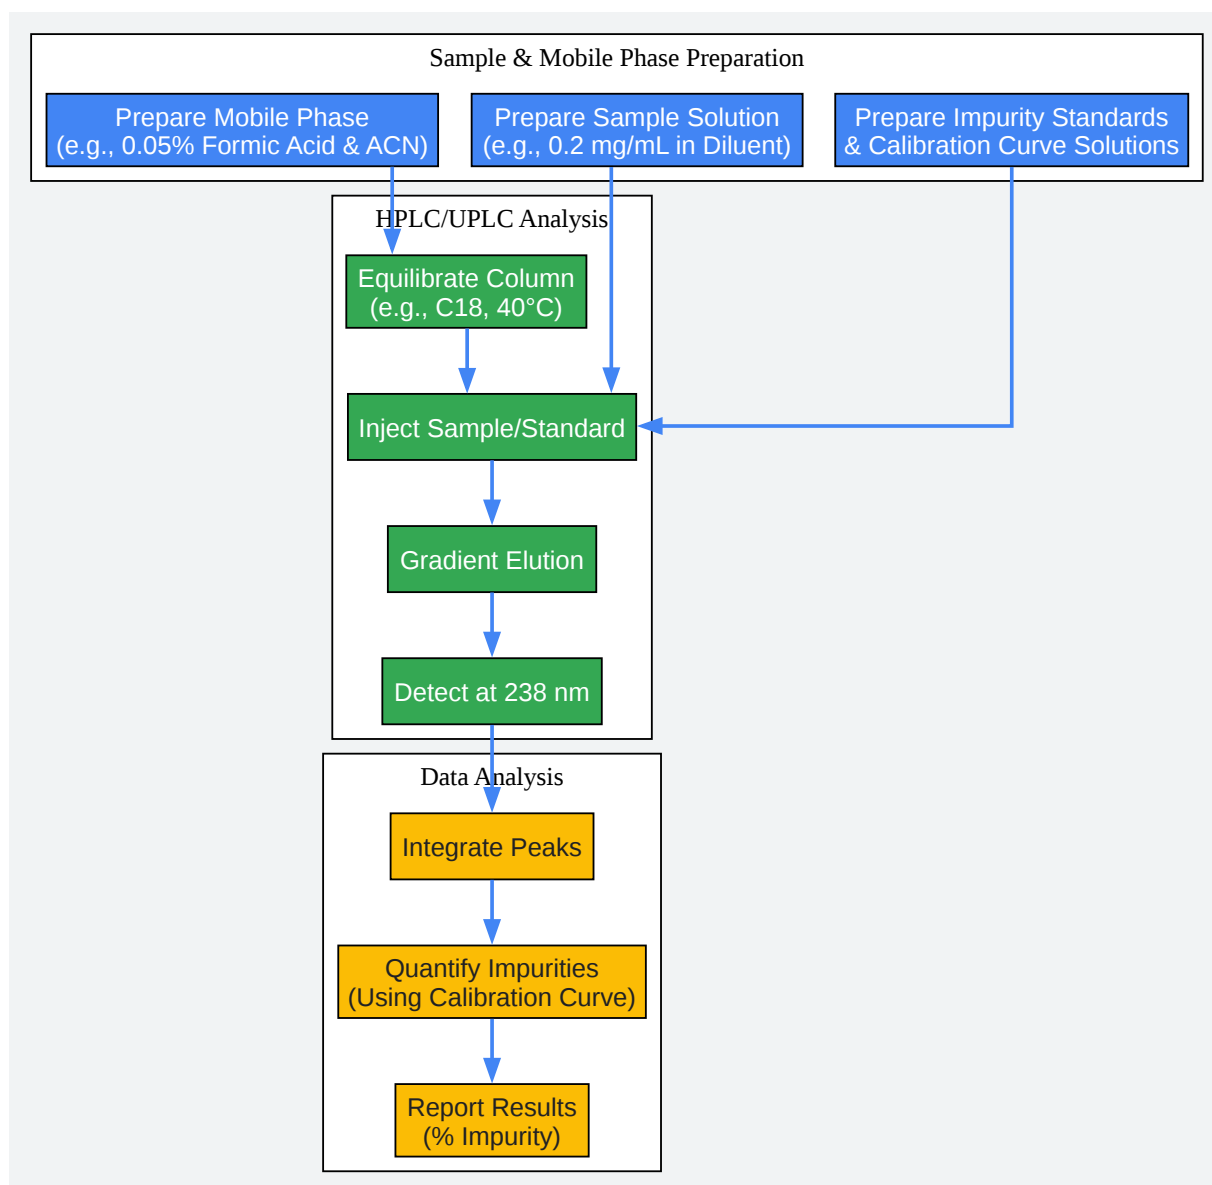 Sample & Mobile Phase Preparation
Prepare Mobile Phase
(e.g., 0.05% Formic Acid & ACN)
Prepare Sample Solution
(e.g., 0.2 mg/mL in Diluent)
Prepare Impurity Standards
& Calibration Curve Solutions
HPLC/UPLC Analysis
Equilibrate Column
(e.g., C18, 40°C)
Inject Sample/Standard
Gradient Elution
Detect at 238 nm
Data Analysis
Integrate Peaks
Quantify Impurities
(Using Calibration Curve)
Report Results
(% Impurity)